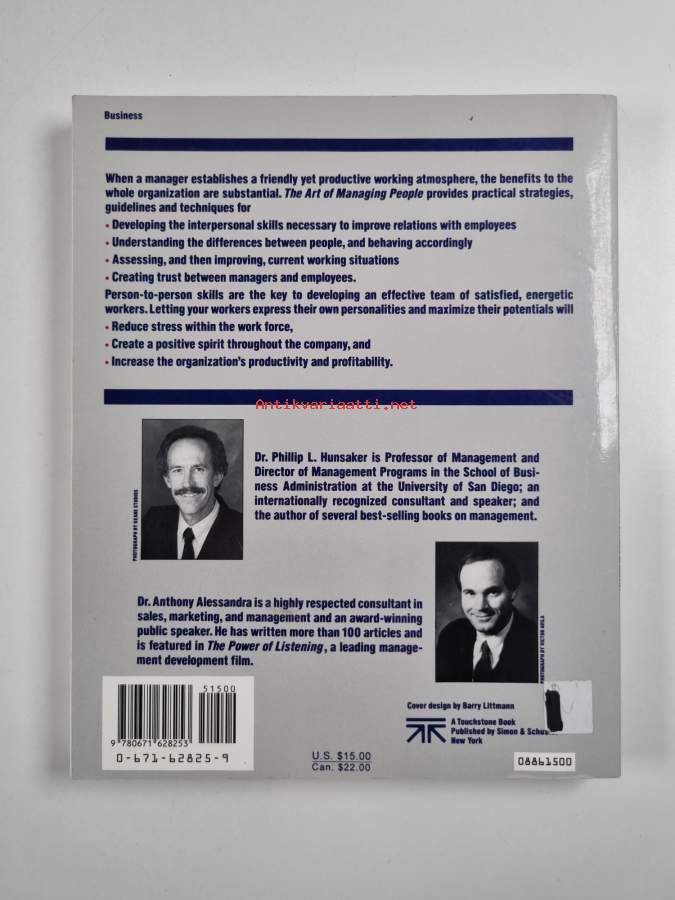 Business
When a manager establishes a friendly yet productive working atmosphere, the benefits to the
whole organization are substantial. The Art of Managing People provides practical strategies,
guidelines and techniques for
• Developing the interpersonal skills necessary to improve relations with employees
• Understanding the differences between people, and behaving accordingly
• Assessing, and then improving, current working situations
• Creating trust between managers and employees.
Person-to-person skills are the key to developing an effective team of satisfied, energetic
workers. Letting your workers express their own personalities and maximize their potentials will
• Reduce stress within the work force,
• Create a positive spirit throughout the company, and
• Increase the organization's productivity and profitability.
Antikvariaatti.net
PHOTOGRAPH BY KEANE STUDIOS
Dr. Phillip L. Hunsaker is Professor of Management and
Director of Management Programs in the School of Busi-
ness Administration at the University of San Diego; an
internationally recognized consultant and speaker; and
the author of several best-selling books on management.
Dr. Anthony Alessandra is a highly respected consultant in
sales, marketing, and management and an award-winning
public speaker. He has written more than 100 articles and
is featured in The Power of Listening, a leading manage-
ment development film.
PHOTOGRAPH BY VICTOR AVILA
51500
9 780671 628253
0-671-62825-9
U.S. $15.00
Can. $22.00
Cover design by Barry Littmann
A Touchstone Book
Published by Simon &
New York
08861500